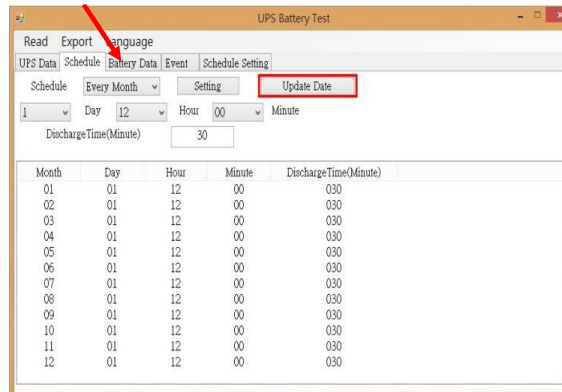 UPS Battery Test
Read Export Language
UPS Data Schedule Battery Data Event Schedule Setting
Schedule Every Month Setting Update Date
1 Day 12 Hour 00 Minute
DischargeTime(Minute) 30
Month Day Hour Minute DischargeTime(Minute)
01 01 12 00 030
02 01 12 00 030
03 01 12 00 030
04 01 12 00 030
05 01 12 00 030
06 01 12 00 030
07 01 12 00 030
08 01 12 00 030
09 01 12 00 030
10 01 12 00 030
11 01 12 00 030
12 01 12 00 030